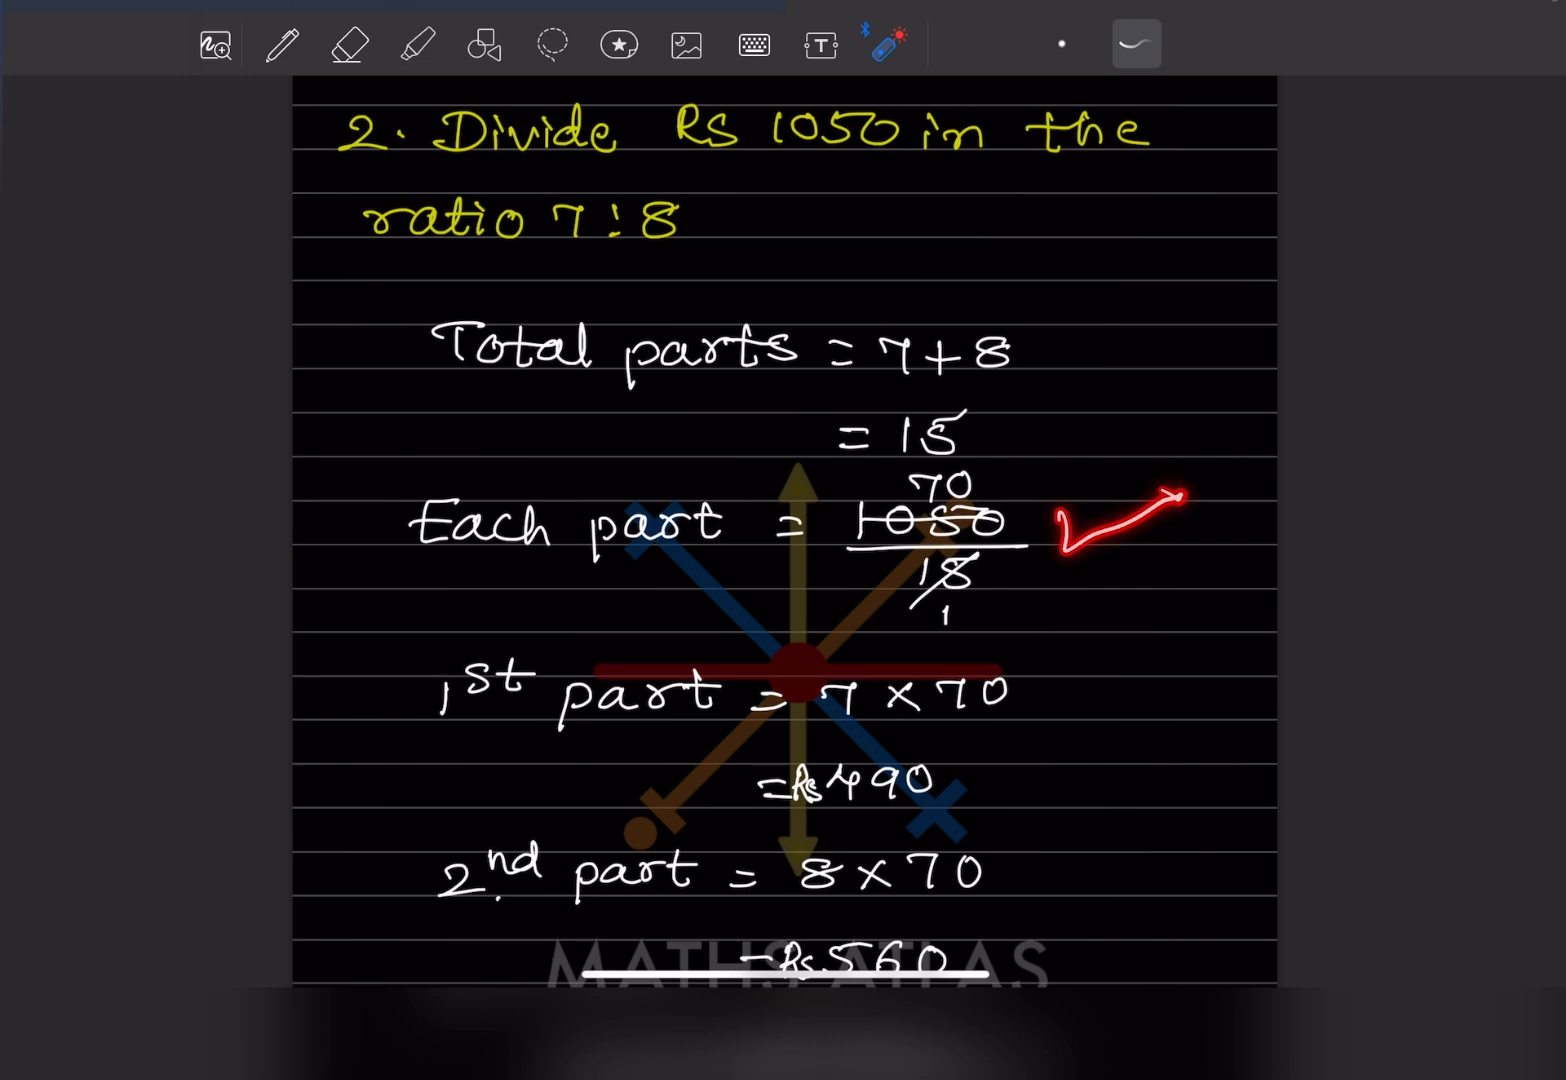 2. Divide Rs 1050 in the
ratio 7:8
Total parts = 7+8
= 15
70
Each part = 1050
15
1
1st part = 7 × 70
= Rs 490
2nd part = 8 × 70
= Rs 560
MATHS ATLAS